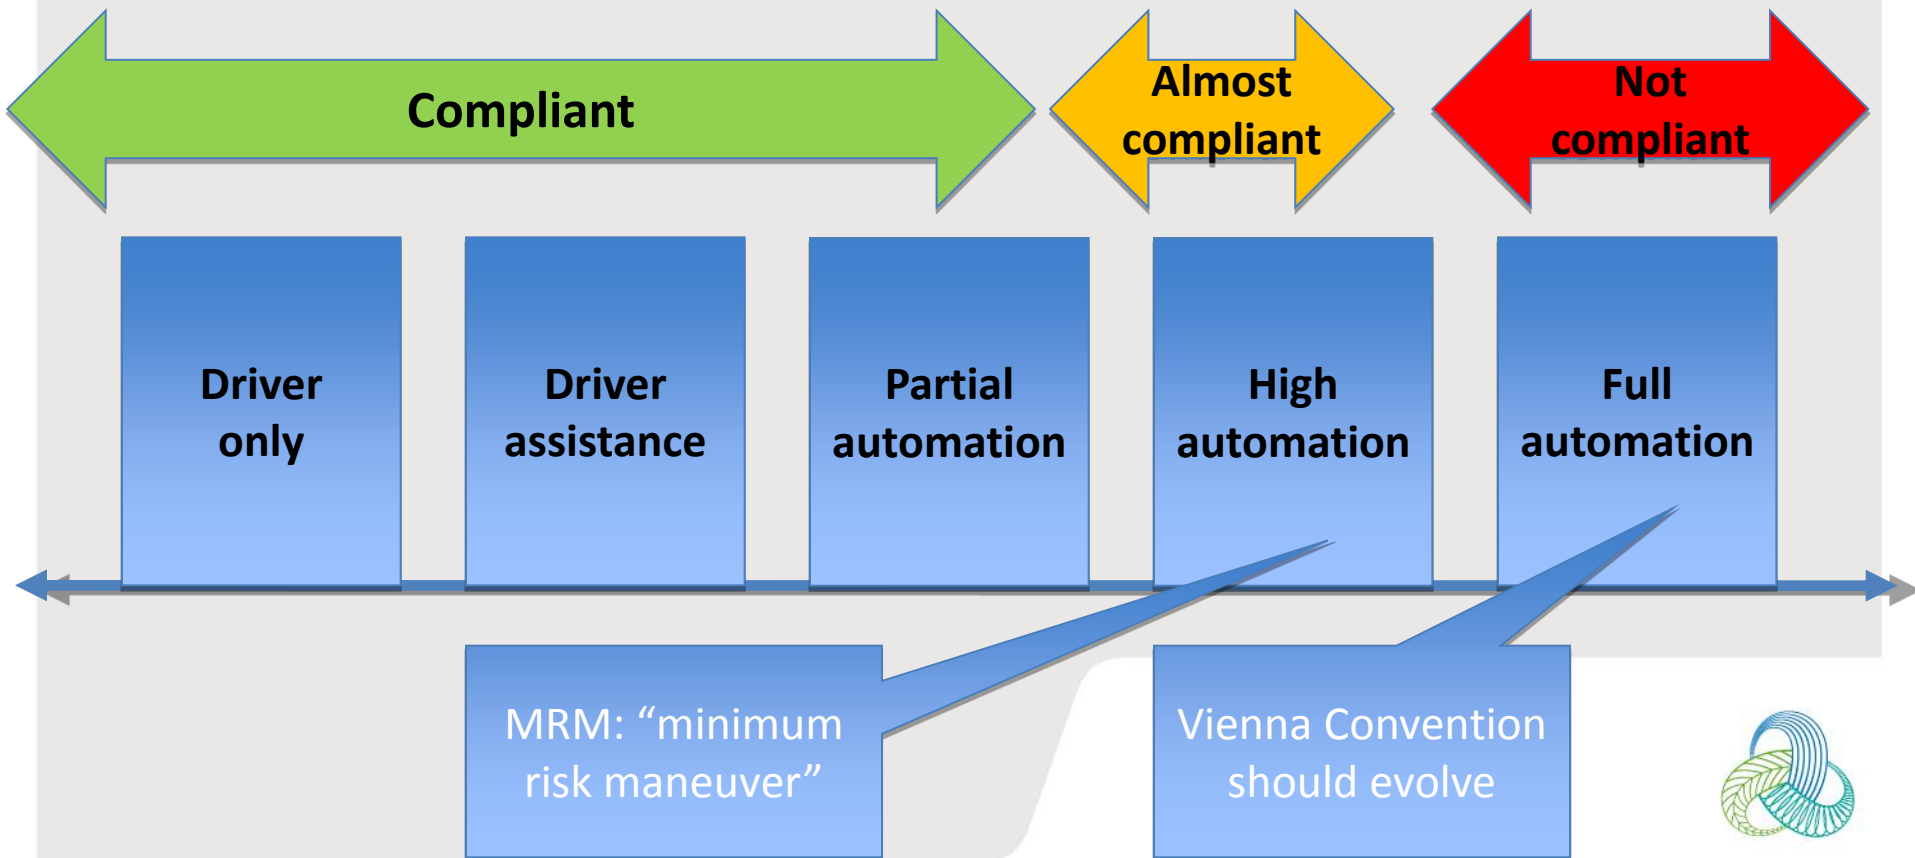 Compliant
Almost
compliant
Not
compliant
Driver
only
Driver
assistance
Partial
automation
High
automation
Full
automation
MRM: “minimum
risk maneuver”
Vienna Convention
should evolve